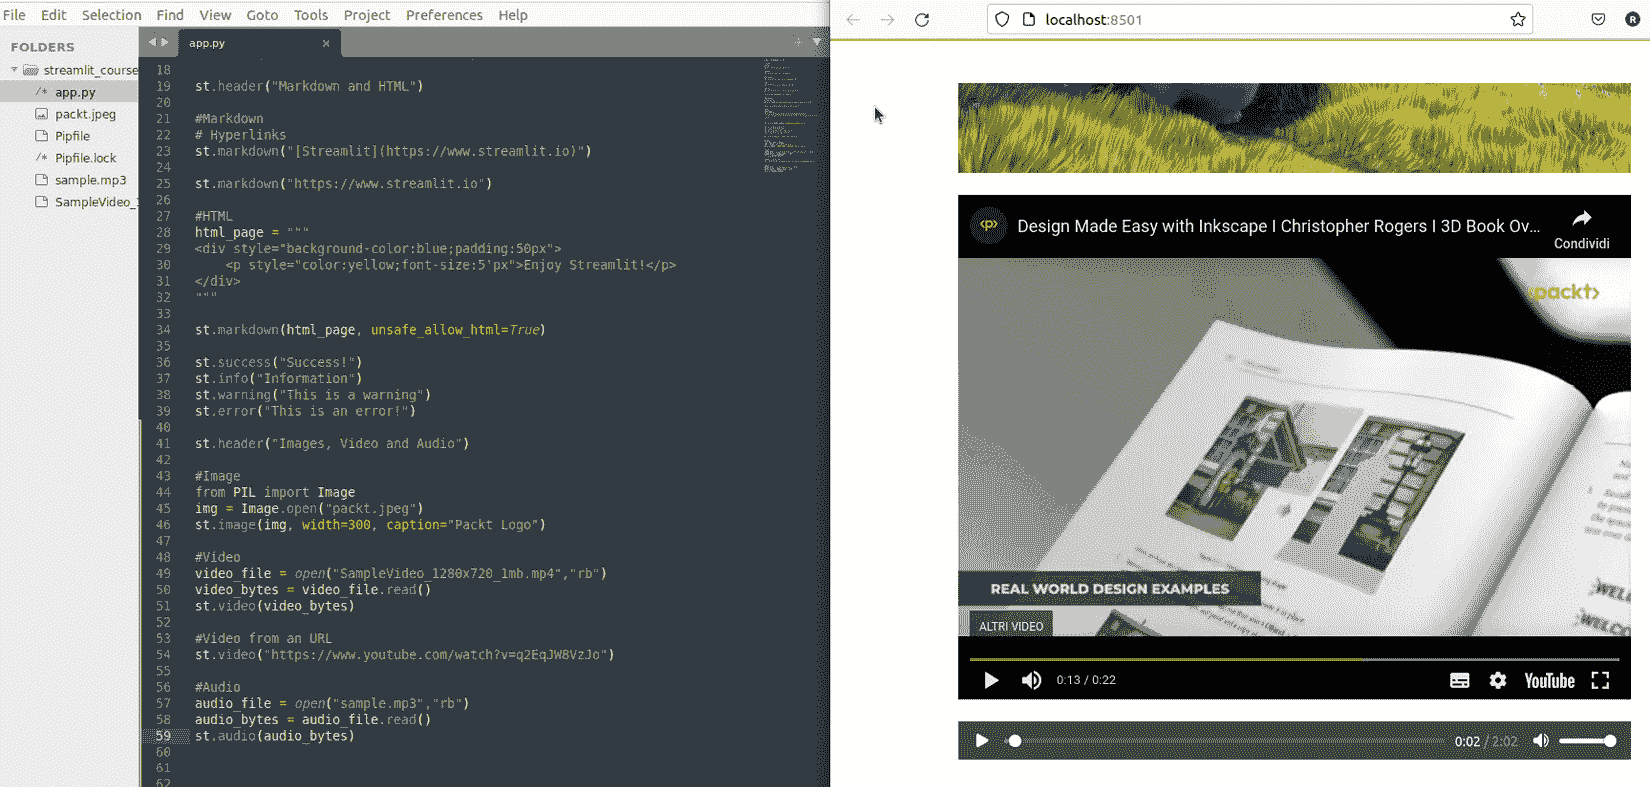 File Edit Selection Find View Goto Tools Project Preferences Help
FOLDERS
streamlit_course
/* app.py
packt.jpeg
Pipfile
/* Pipfile.lock
sample.mp3
SampleVideo_1
app.py ×
18
19 st.header("Markdown and HTML")
20
21 #Markdown
22 # Hyperlinks
23 st.markdown("[Streamlit](https://www.streamlit.io)")
24
25 st.markdown("https://www.streamlit.io")
26
27 #HTML
28 html_page = """
29 <div style="background-color:blue;padding:50px">
30     <p style="color:yellow;font-size:5'px">Enjoy Streamlit!</p>
31 </div>
32 """
33
34 st.markdown(html_page, unsafe_allow_html=True)
35
36 st.success("Success!")
37 st.info("Information")
38 st.warning("This is a warning")
39 st.error("This is an error!")
40
41 st.header("Images, Video and Audio")
42
43 #Image
44 from PIL import Image
45 img = Image.open("packt.jpeg")
46 st.image(img, width=300, caption="Packt Logo")
47
48 #Video
49 video_file = open("SampleVideo_1280x720_1mb.mp4","rb")
50 video_bytes = video_file.read()
51 st.video(video_bytes)
52
53 #Video from an URL
54 st.video("https://www.youtube.com/watch?v=q2EqJW8VzJo")
55
56 #Audio
57 audio_file = open("sample.mp3","rb")
58 audio_bytes = audio_file.read()
59 st.audio(audio_bytes)
60
61
62
localhost:8501
R
<p> Design Made Easy with Inkscape I Christopher Rogers I 3D Book Ov...
Condividi
<packt>
REAL WORLD DESIGN EXAMPLES
ALTRI VIDEO
0:13 / 0:22
YouTube
0:02 / 2:02